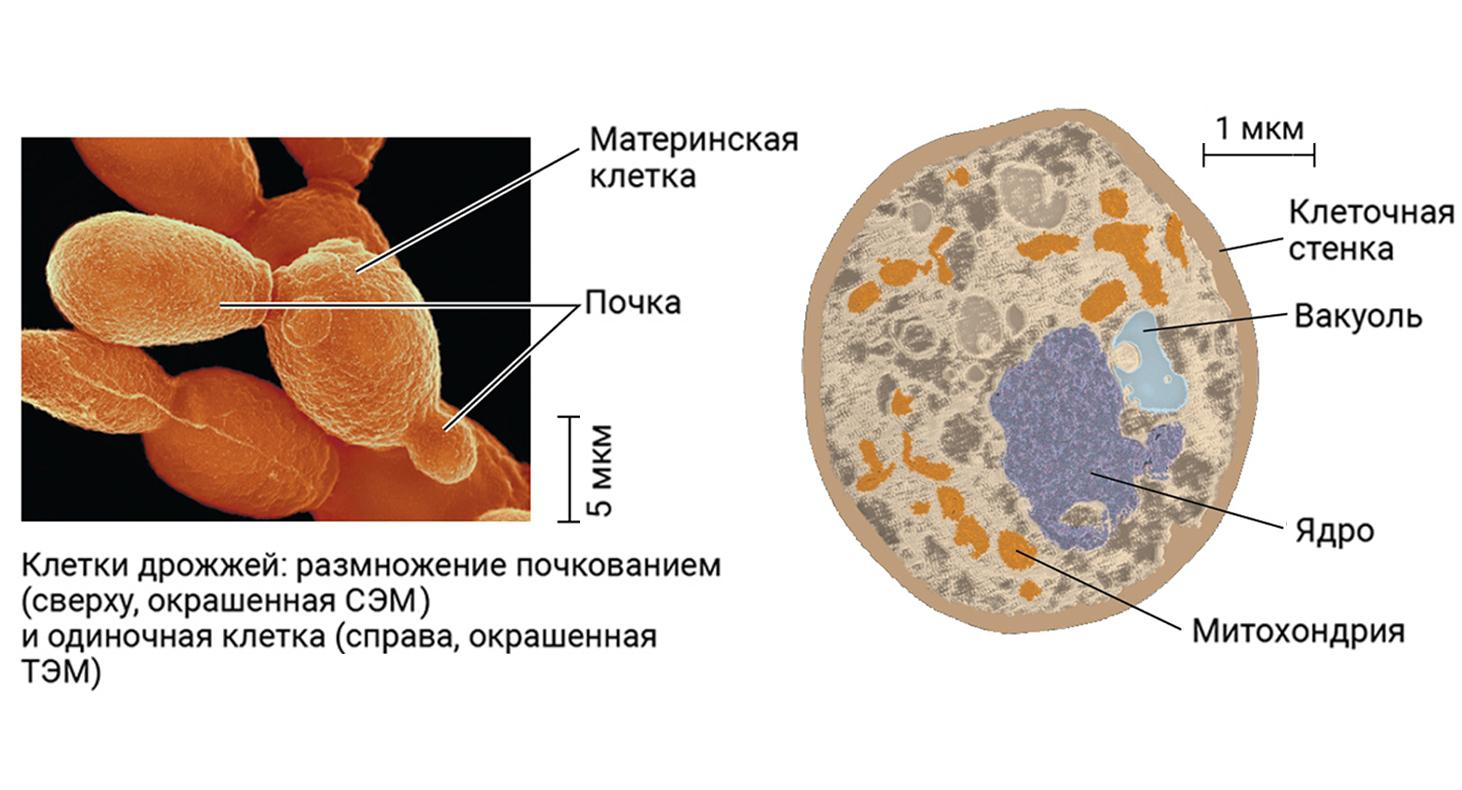 Материнская
клетка
Почка
5 мкм
Клетки дрожжей: размножение почкованием
(сверху, окрашенная СЭМ)
и одиночная клетка (справа, окрашенная
ТЭМ)
1 мкм
Клеточная
стенка
Вакуоль
Ядро
Митохондрия